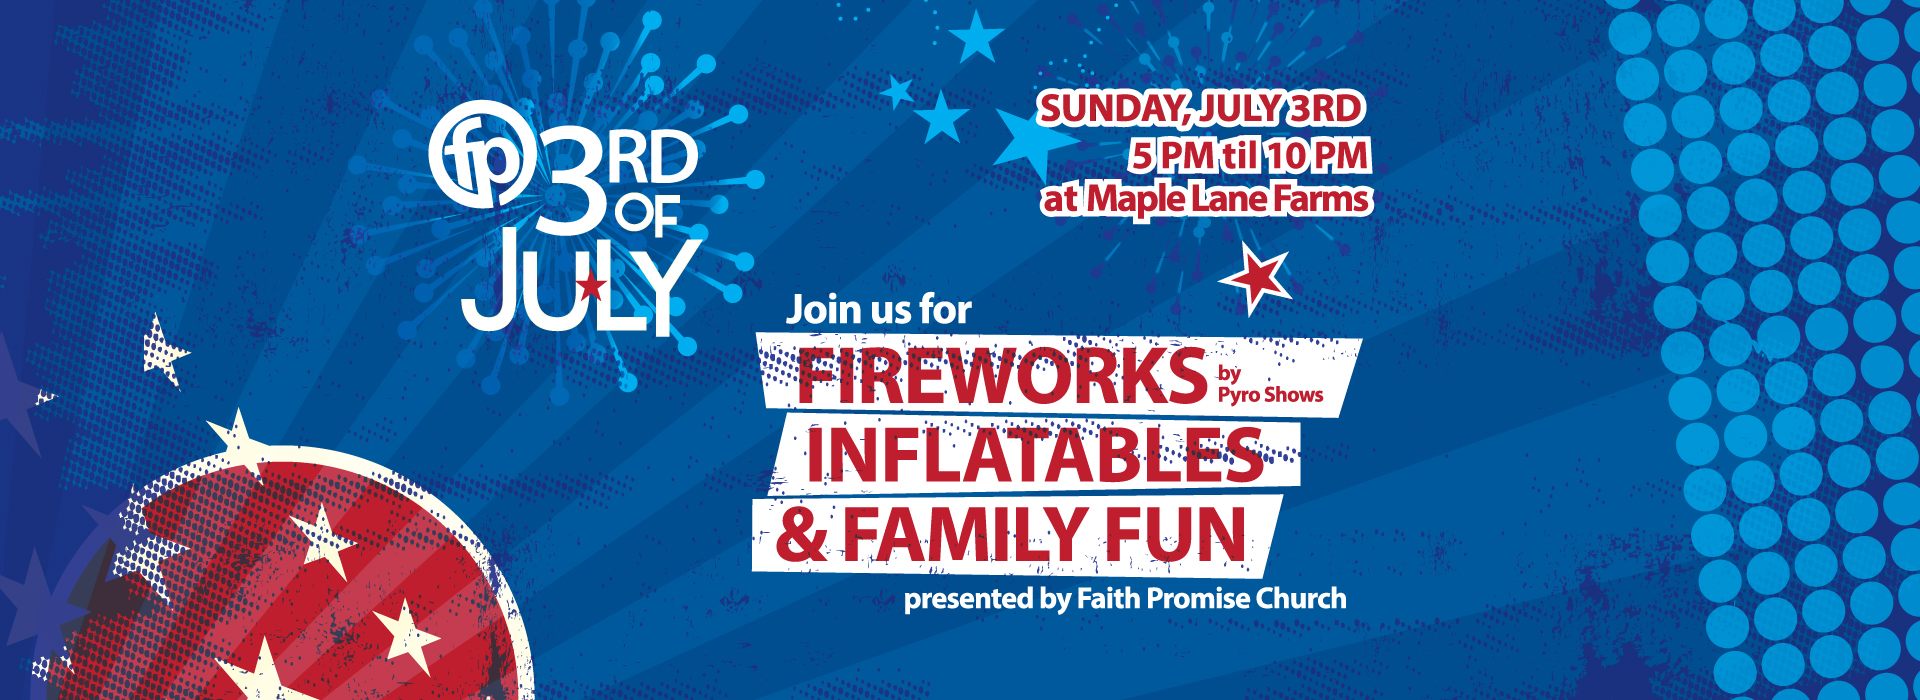 fp 3RD
OF
JULY
SUNDAY, JULY 3RD
5 PM til 10 PM
at Maple Lane Farms
Join us for
FIREWORKS by
Pyro Shows
INFLATABLES
& FAMILY FUN
presented by Faith Promise Church